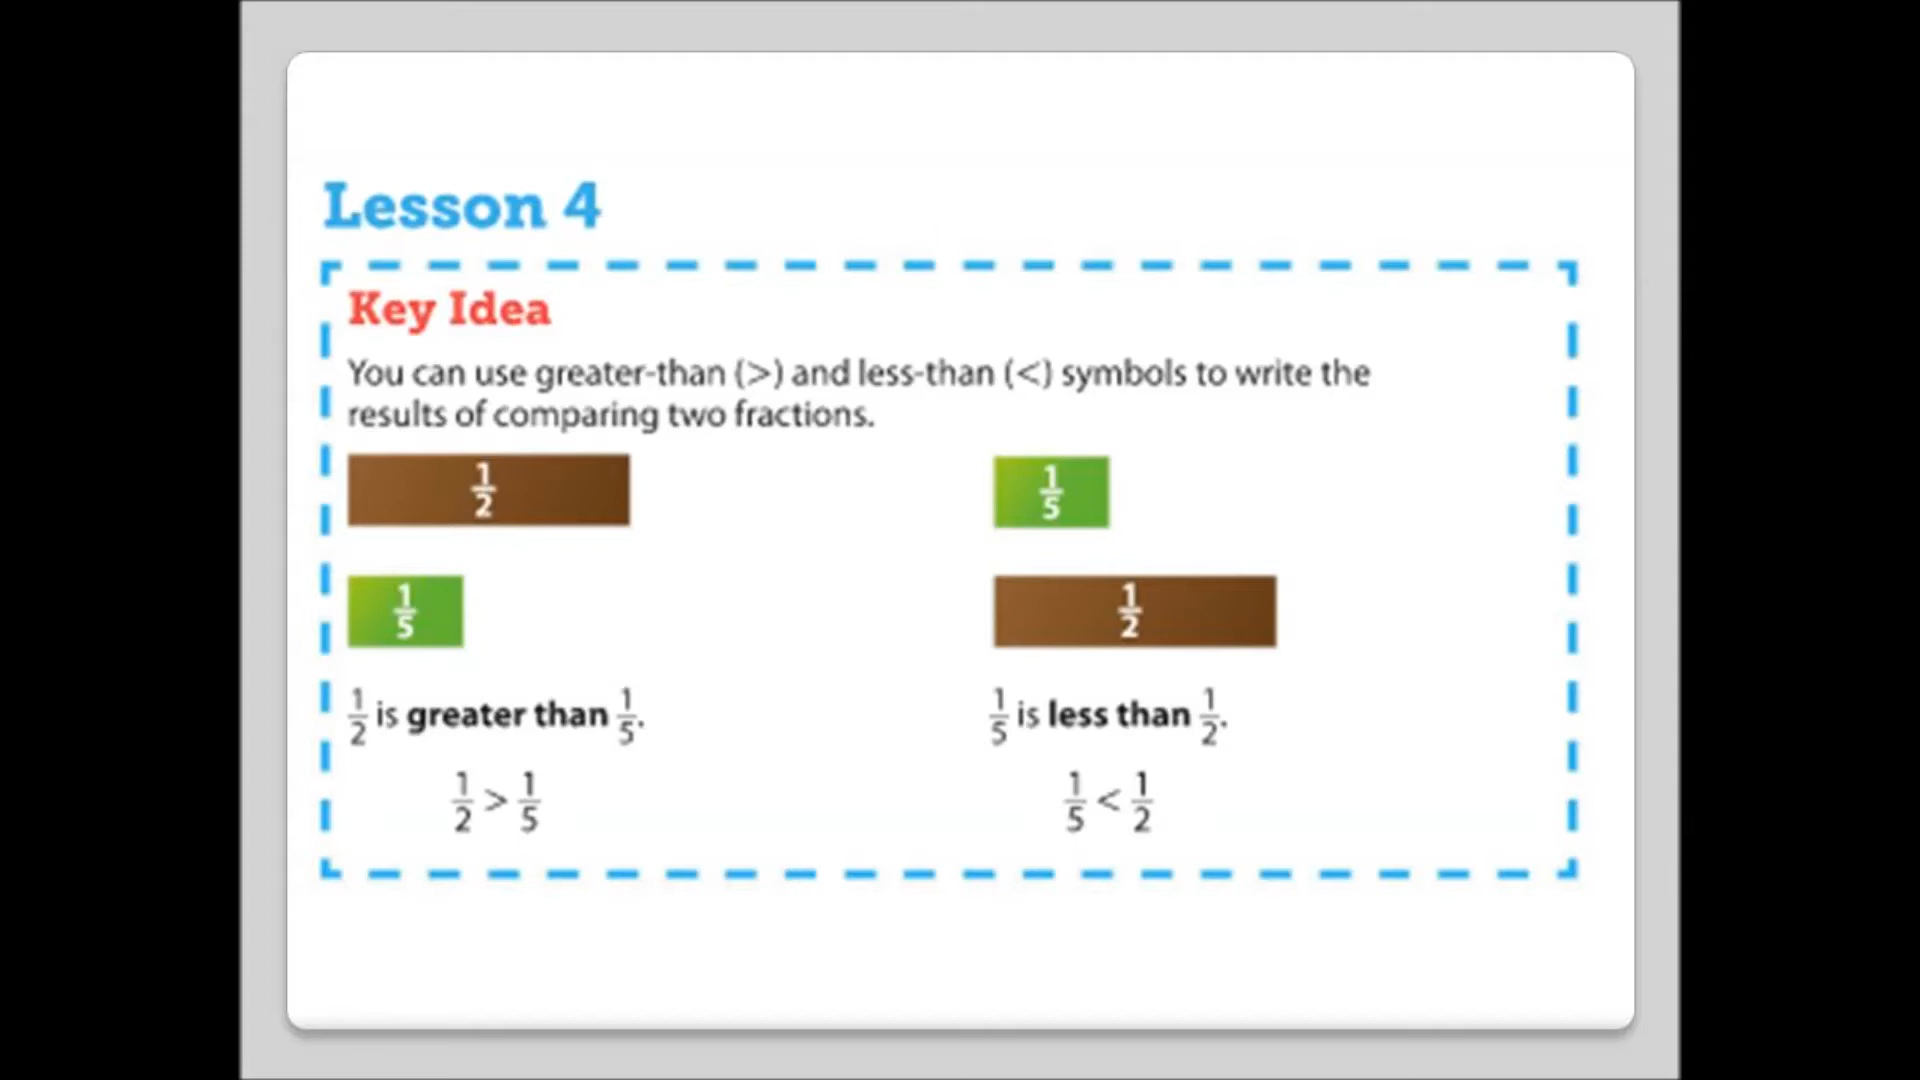 Lesson 4
Key Idea
You can use greater-than (>) and less-than (<) symbols to write the
results of comparing two fractions.
1/2 1/5
1/5 1/2
1/2 is greater than 1/5. 1/5 is less than 1/2.
1/2 > 1/5 1/5 < 1/2